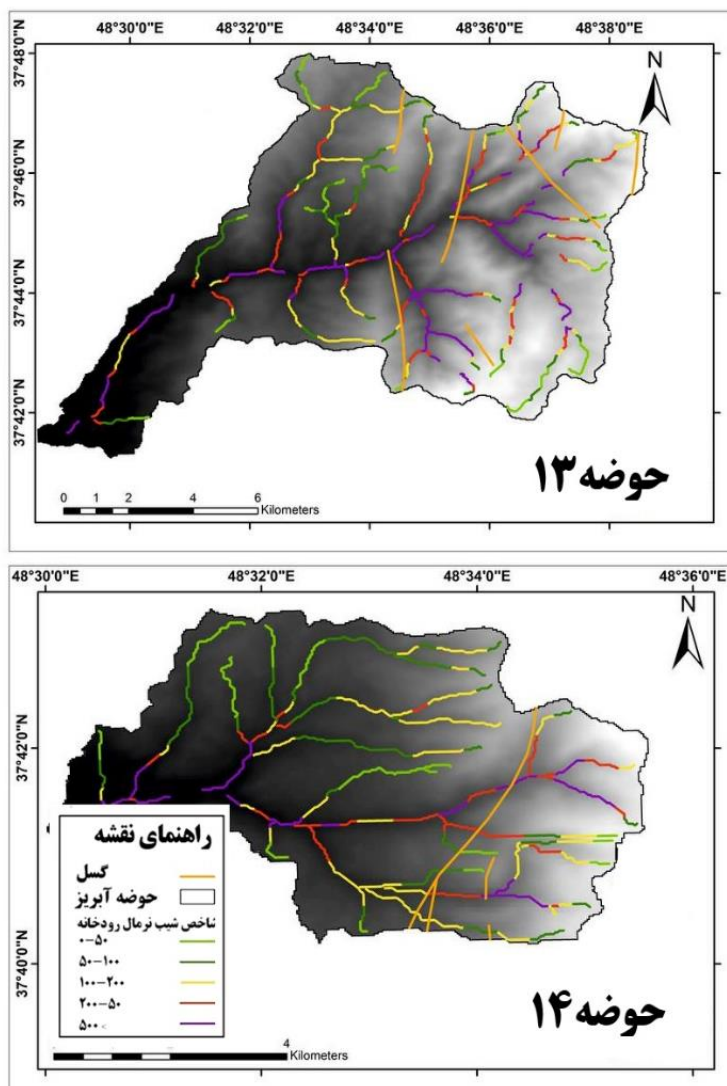 48°30'0"E 48°32'0"E 48°34'0"E 48°36'0"E 48°38'0"E
37°48'0"N
N
37°46'0"N
37°44'0"N
37°42'0"N
حوضه ۱۳
0 1 2 4 6
Kilometers
48°30'0"E 48°32'0"E 48°34'0"E 48°36'0"E
N
37°42'0"N
راهنمای نقشه
گسل
حوضه آبریز
شاخص شیب نرمال رودخانه
۰-۵۰
۵۰-۱۰۰
۱۰۰-۲۰۰
۲۰۰-۵۰
۵۰۰<
37°40'0"N
حوضه ۱۴
4
Kilometers